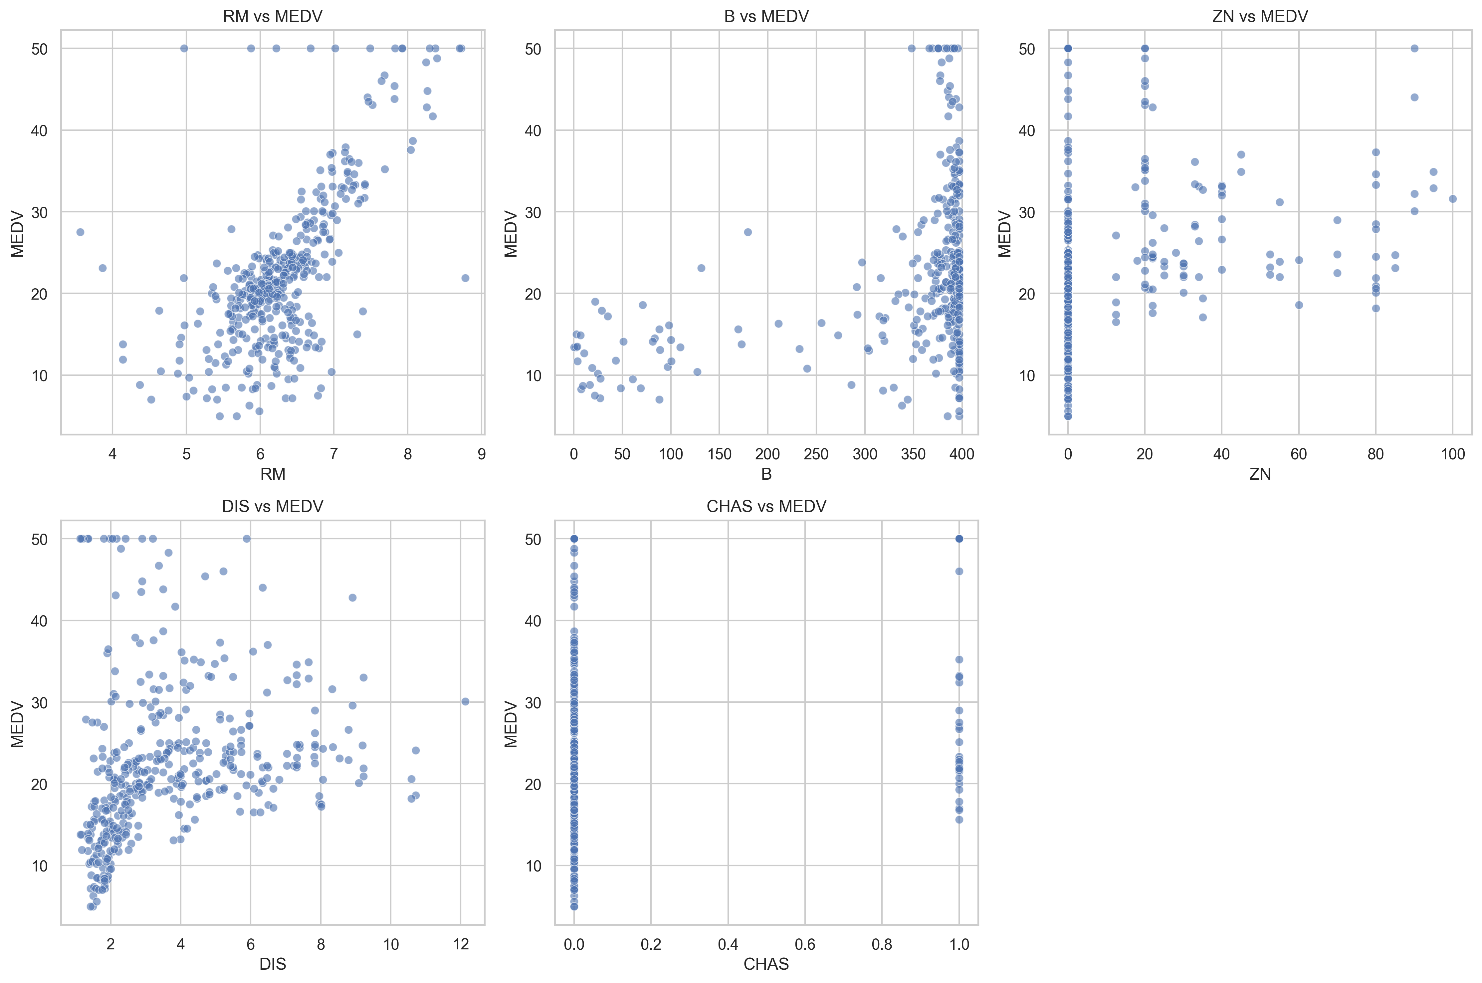 RM vs MEDV
MEDV
50
40
30
20
10
4 5 6 7 8 9
RM
B vs MEDV
MEDV
50
40
30
20
10
0 50 100 150 200 250 300 350 400
B
ZN vs MEDV
MEDV
50
40
30
20
10
0 20 40 60 80 100
ZN
DIS vs MEDV
MEDV
50
40
30
20
10
2 4 6 8 10 12
DIS
CHAS vs MEDV
MEDV
50
40
30
20
10
0.0 0.2 0.4 0.6 0.8 1.0
CHAS